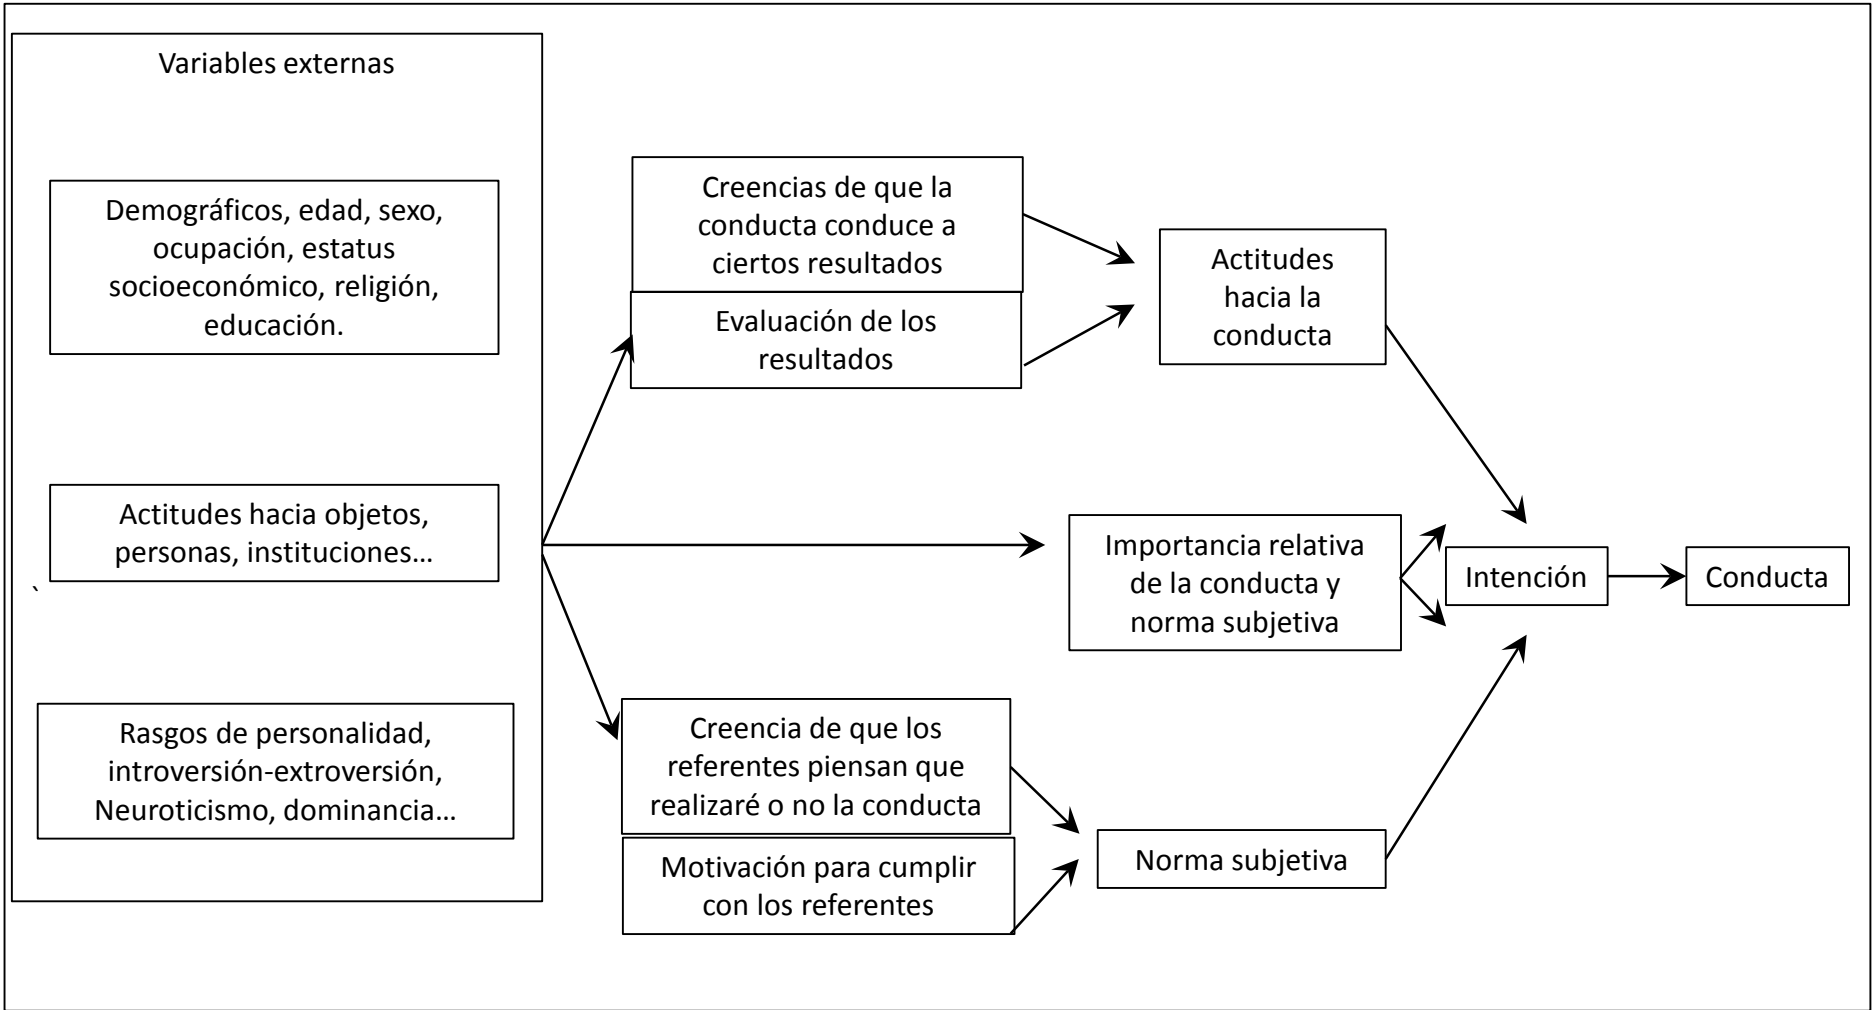 Variables externas
Demográficos, edad, sexo,
ocupación, estatus
socioeconómico, religión,
educación.
Actitudes hacia objetos,
personas, instituciones...
`
Rasgos de personalidad,
introversión-extroversión,
Neuroticismo, dominancia...
Creencias de que la
conducta conduce a
ciertos resultados
Evaluación de los
resultados
Creencia de que los
referentes piensan que
realizaré o no la conducta
Motivación para cumplir
con los referentes
Actitudes
hacia la
conducta
Importancia relativa
de la conducta y
norma subjetiva
Norma subjetiva
Intención
Conducta